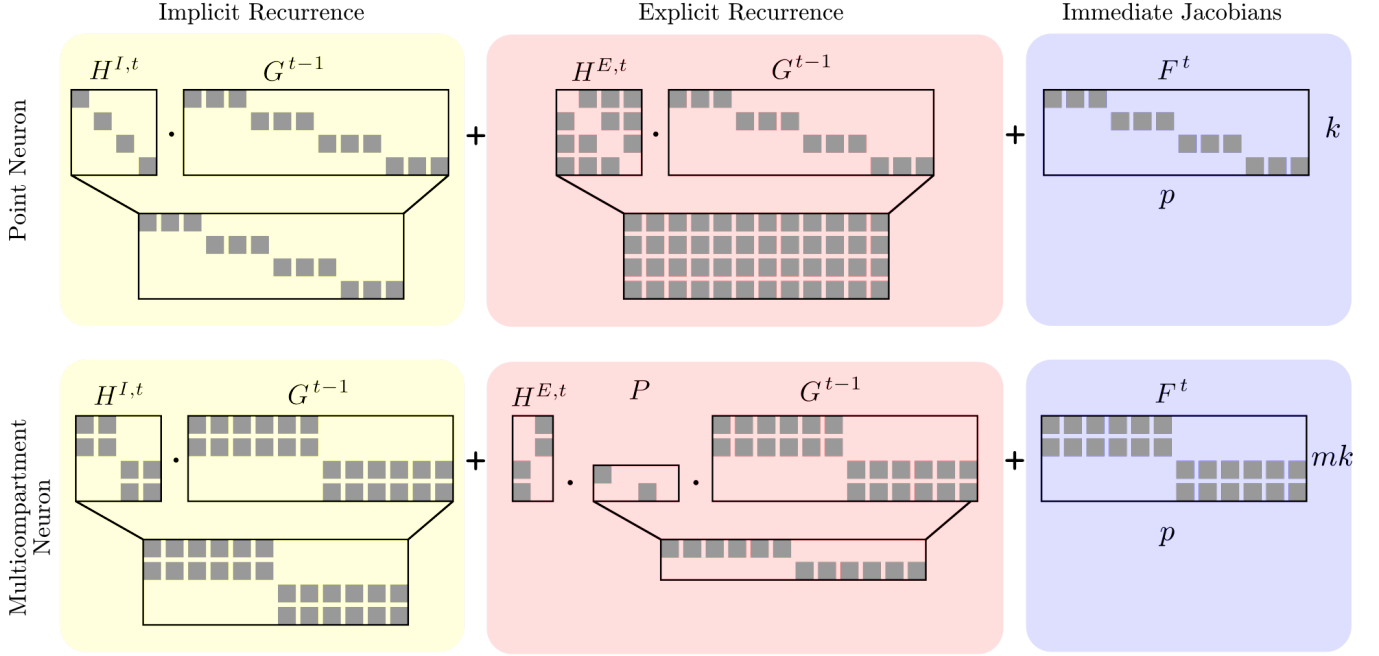 Implicit Recurrence
Explicit Recurrence
Immediate Jacobians
Point Neuron
H^{I,t}
G^{t−1}
·
+
H^{E,t}
G^{t−1}
·
+
F^t
k
p
Multicompartment
Neuron
H^{I,t}
G^{t−1}
·
+
H^{E,t}
P
G^{t−1}
·
·
+
F^t
mk
p